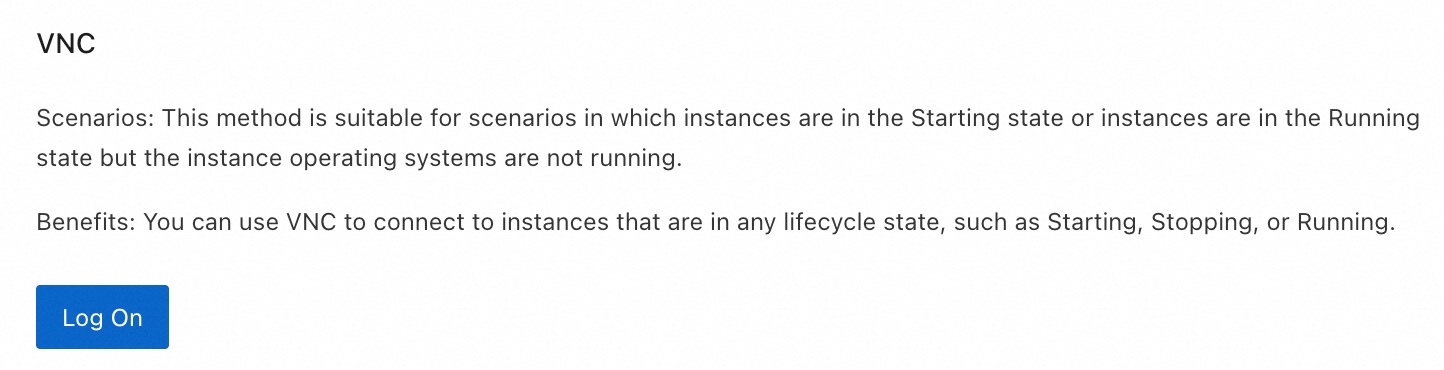 VNC
Scenarios: This method is suitable for scenarios in which instances are in the Starting state or instances are in the Running
state but the instance operating systems are not running.
Benefits: You can use VNC to connect to instances that are in any lifecycle state, such as Starting, Stopping, or Running.
Log On